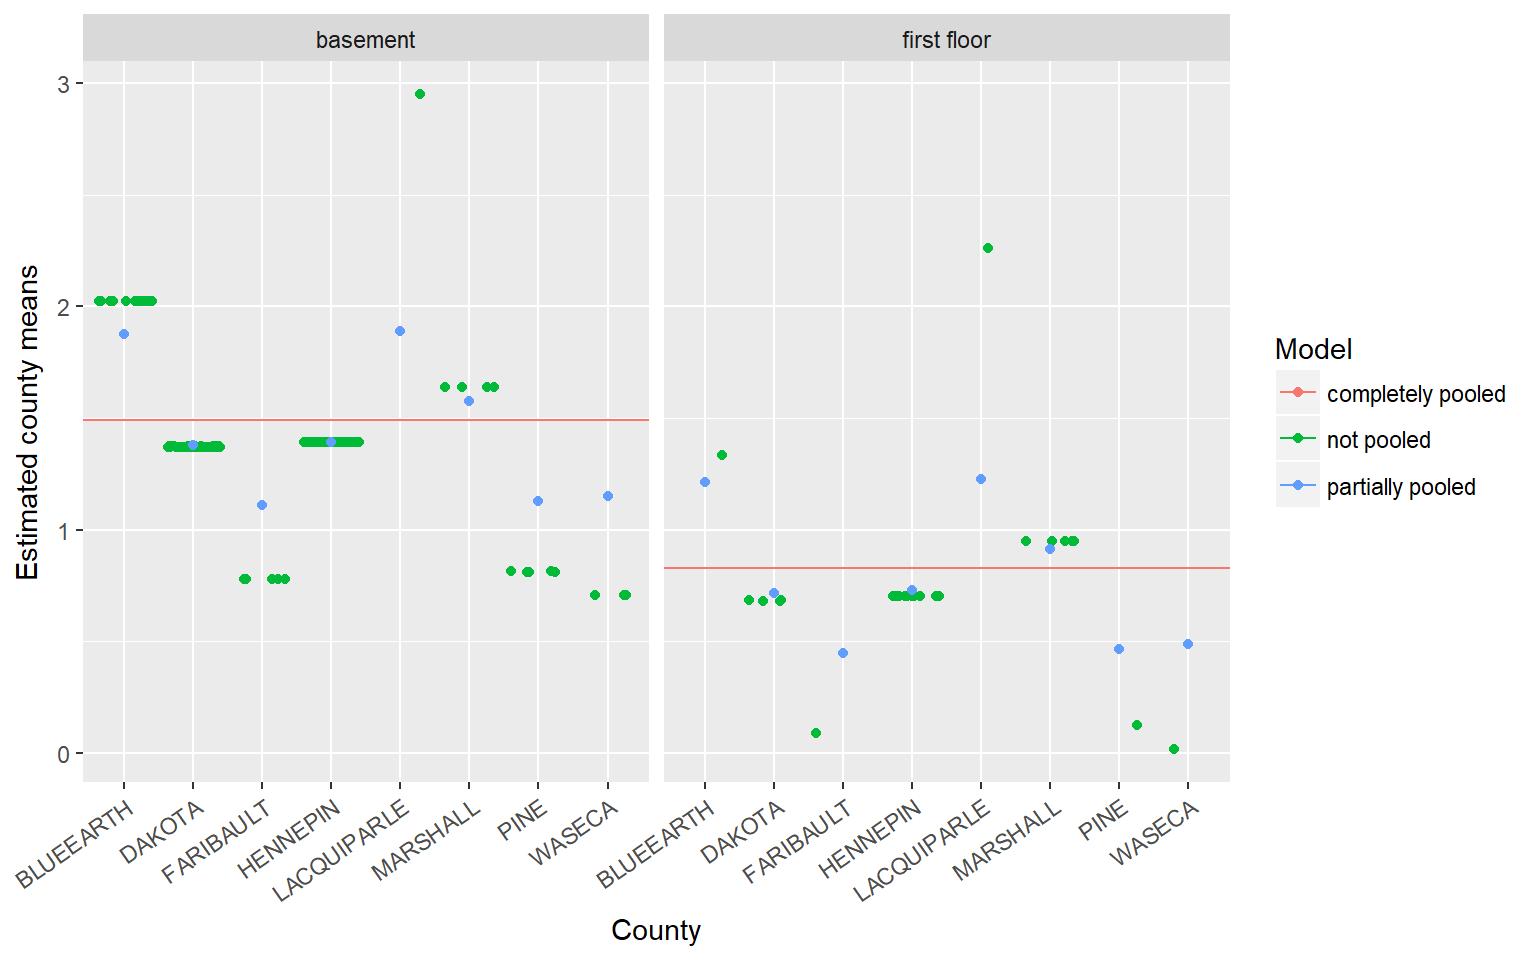 basement
first floor
3
2
1
0
Estimated county means
BLUEEARTH
DAKOTA
FARIBAULT
HENNEPIN
LACQUIPARLE
MARSHALL
PINE
WASECA
BLUEEARTH
DAKOTA
FARIBAULT
HENNEPIN
LACQUIPARLE
MARSHALL
PINE
WASECA
County
Model
completely pooled
not pooled
partially pooled